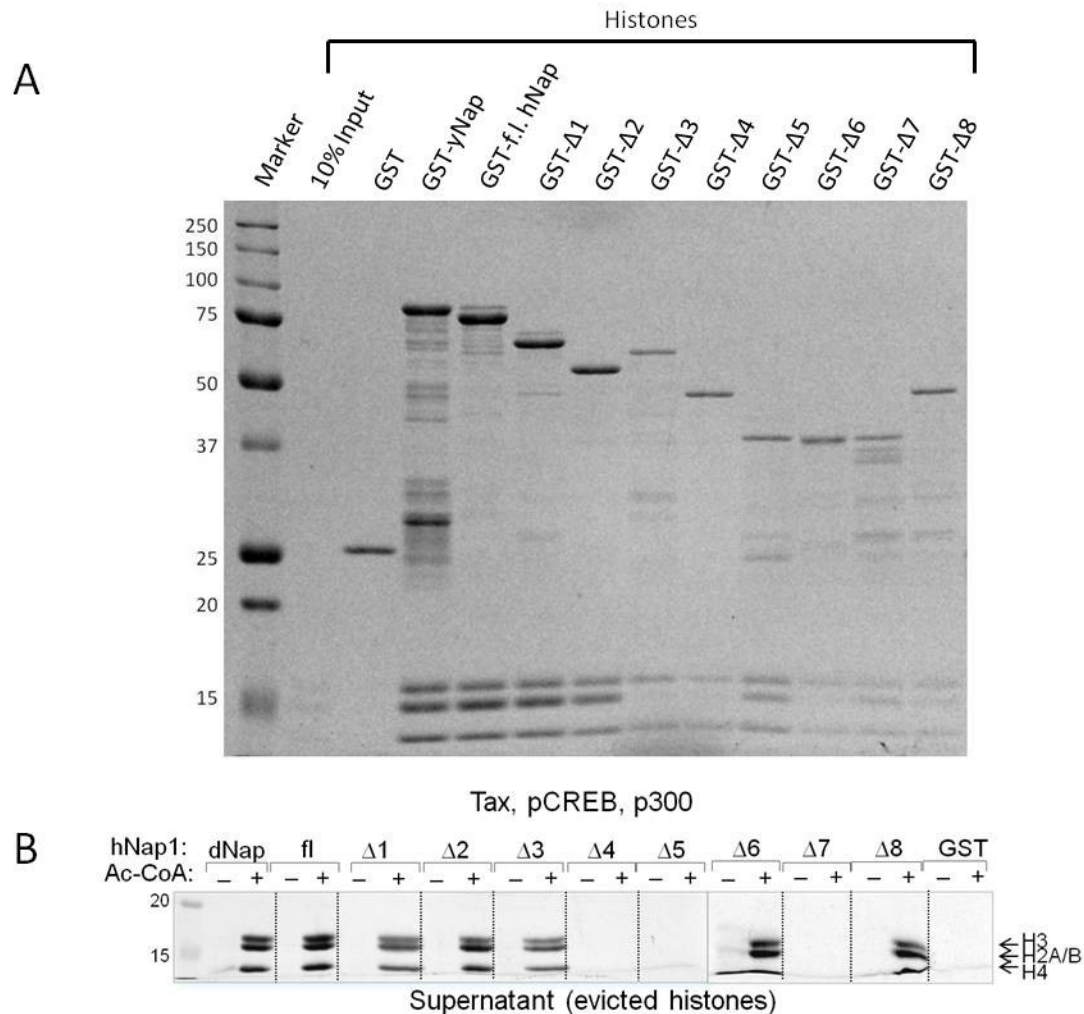 Histones
A
Marker
10% Input
GST
GST-yNap
GST-f.l. hNap
GST-Δ1
GST-Δ2
GST-Δ3
GST-Δ4
GST-Δ5
GST-Δ6
GST-Δ7
GST-Δ8
250
150
100
75
50
37
25
20
15
Tax, pCREB, p300
B
hNap1: dNap fl Δ1 Δ2 Δ3 Δ4 Δ5 Δ6 Δ7 Δ8 GST
Ac-CoA: – + – + – + – + – + – + – + – + – + – + – +
20
15
H3
H2A/B
H4
Supernatant (evicted histones)